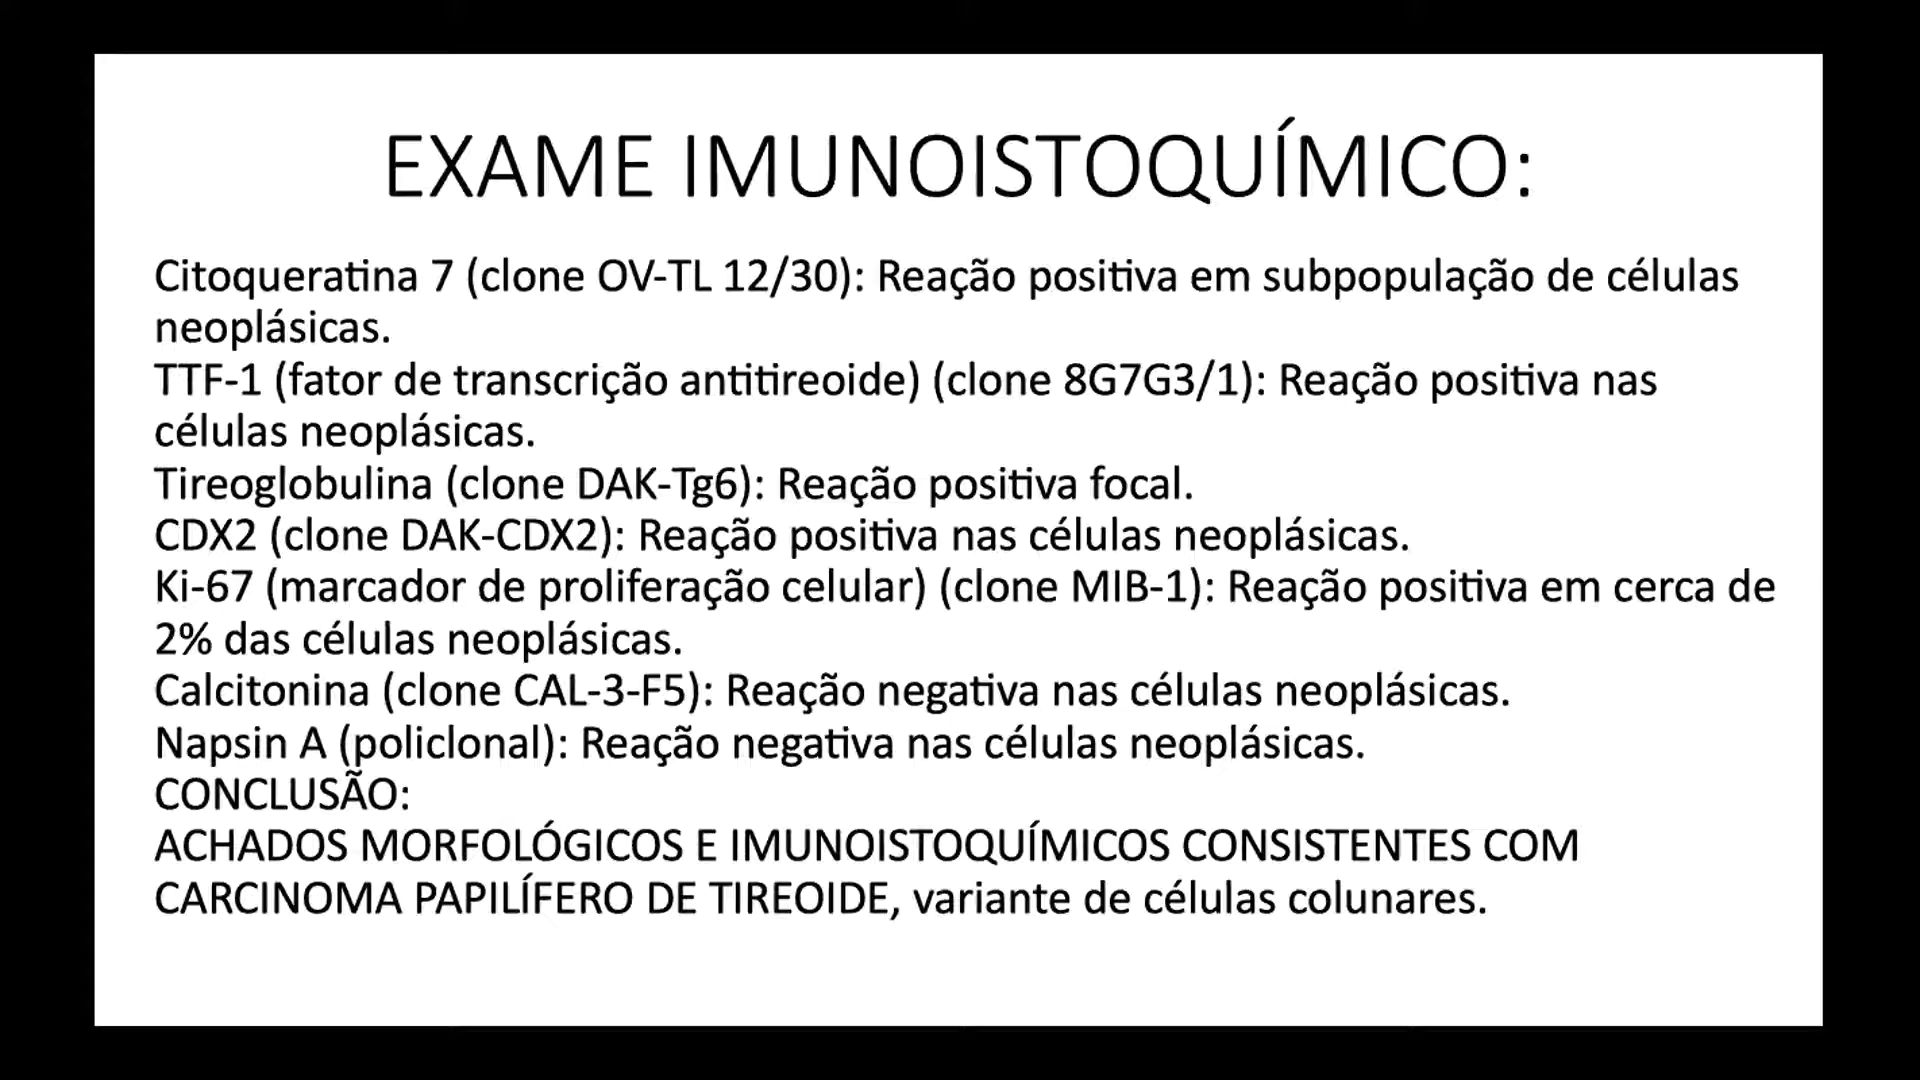 EXAME IMUNOISTOQUÍMICO:
Citoqueratina 7 (clone OV-TL 12/30): Reação positiva em subpopulação de células
neoplásicas.
TTF-1 (fator de transcrição antitireoide) (clone 8G7G3/1): Reação positiva nas
células neoplásicas.
Tireoglobulina (clone DAK-Tg6): Reação positiva focal.
CDX2 (clone DAK-CDX2): Reação positiva nas células neoplásicas.
Ki-67 (marcador de proliferação celular) (clone MIB-1): Reação positiva em cerca de
2% das células neoplásicas.
Calcitonina (clone CAL-3-F5): Reação negativa nas células neoplásicas.
Napsin A (policlonal): Reação negativa nas células neoplásicas.
CONCLUSÃO:
ACHADOS MORFOLÓGICOS E IMUNOISTOQUÍMICOS CONSISTENTES COM
CARCINOMA PAPILÍFERO DE TIREOIDE, variante de células colunares.